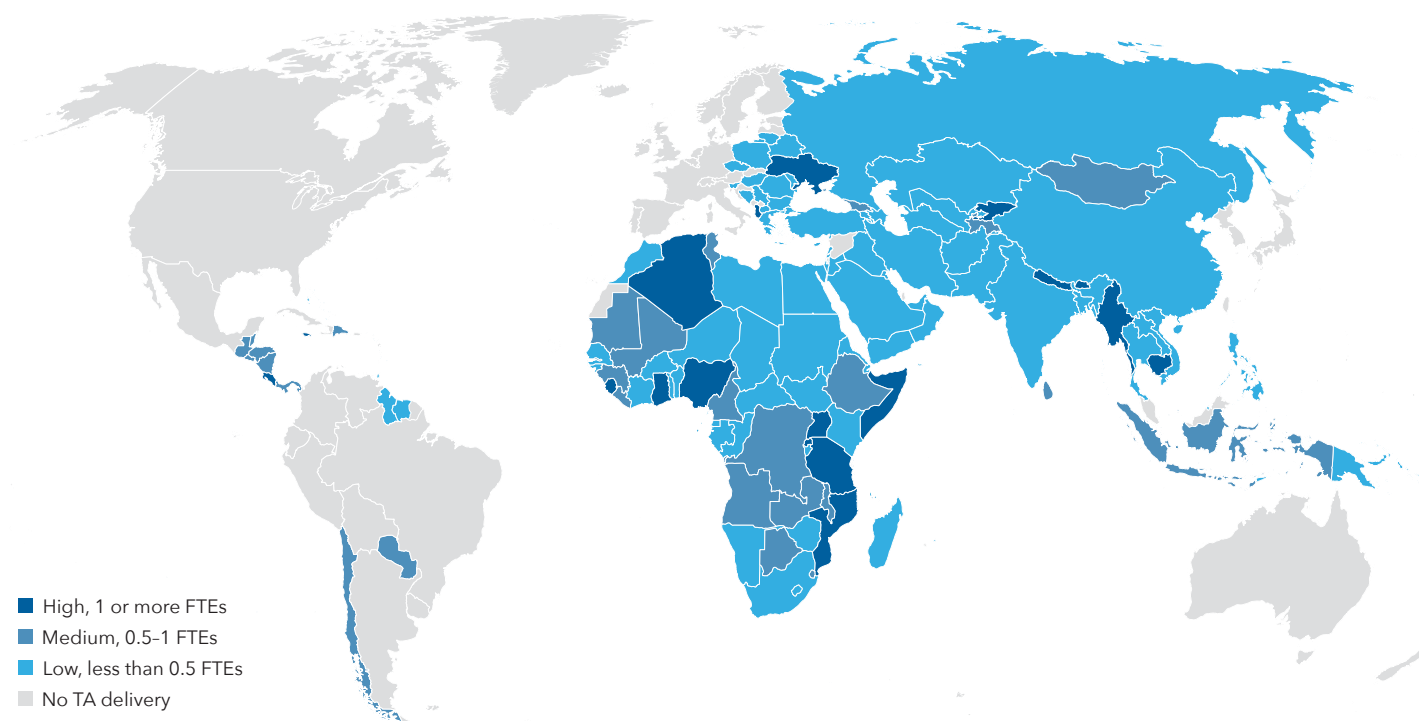 High, 1 or more FTEs
Medium, 0.5–1 FTEs
Low, less than 0.5 FTEs
No TA delivery